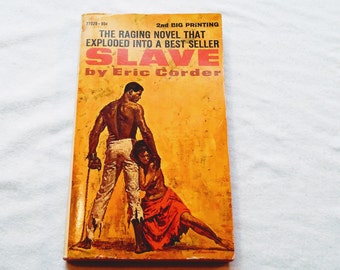 2nd BIG PRINTING
THE RAGING NOVEL THAT
EXPLODED INTO A BEST SELLER
SLAVE
by Eric Corder